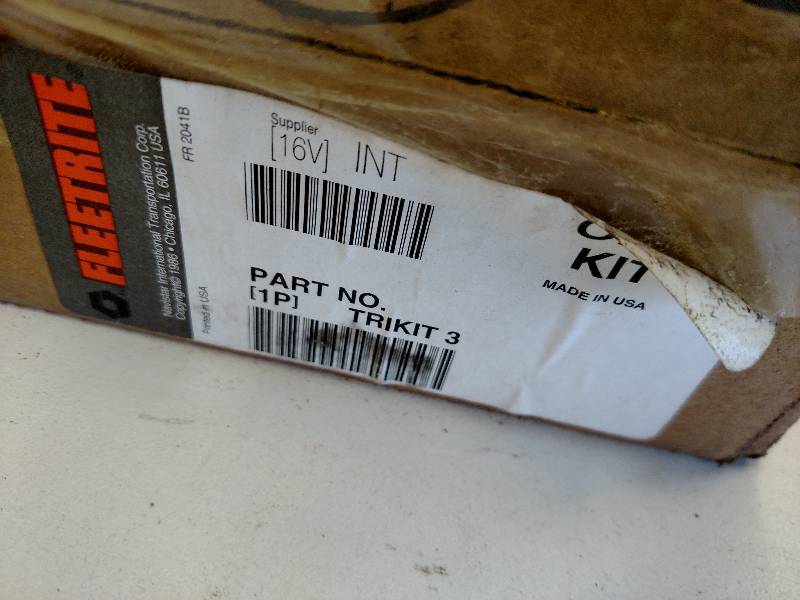 FLEETRITE®
Navistar International Transportation Corp.
Copyright© 1986 • Chicago, IL 60611 USA
Printed in USA
FR 2041B
Supplier
[16V] INT
PART NO.
[1P] TRIKIT 3
KIT
MADE IN USA